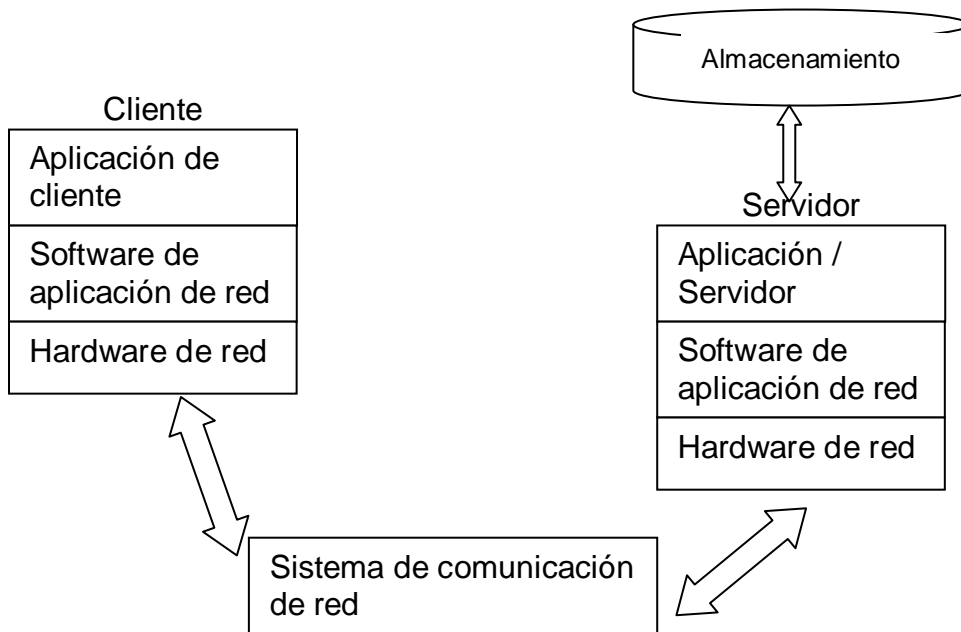 Almacenamiento
Cliente
Aplicación de
cliente
Software de
aplicación de red
Hardware de red
Servidor
Aplicación /
Servidor
Software de
aplicación de red
Hardware de red
Sistema de comunicación
de red